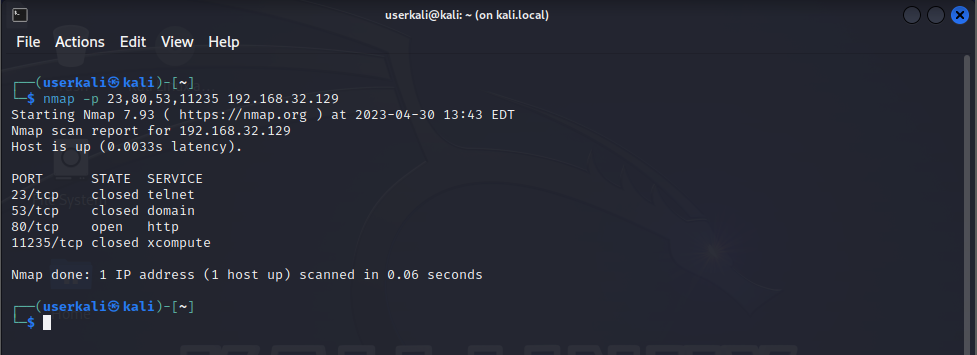 userkali@kali: ~ (on kali.local)
File Actions Edit View Help
┌──(userkali㉿kali)-[~]
└─$ nmap -p 23,80,53,11235 192.168.32.129
Starting Nmap 7.93 ( https://nmap.org ) at 2023-04-30 13:43 EDT
Nmap scan report for 192.168.32.129
Host is up (0.0033s latency).
PORT      STATE  SERVICE
23/tcp    closed telnet
53/tcp    closed domain
80/tcp    open   http
11235/tcp closed xcompute
Nmap done: 1 IP address (1 host up) scanned in 0.06 seconds
┌──(userkali㉿kali)-[~]
└─$